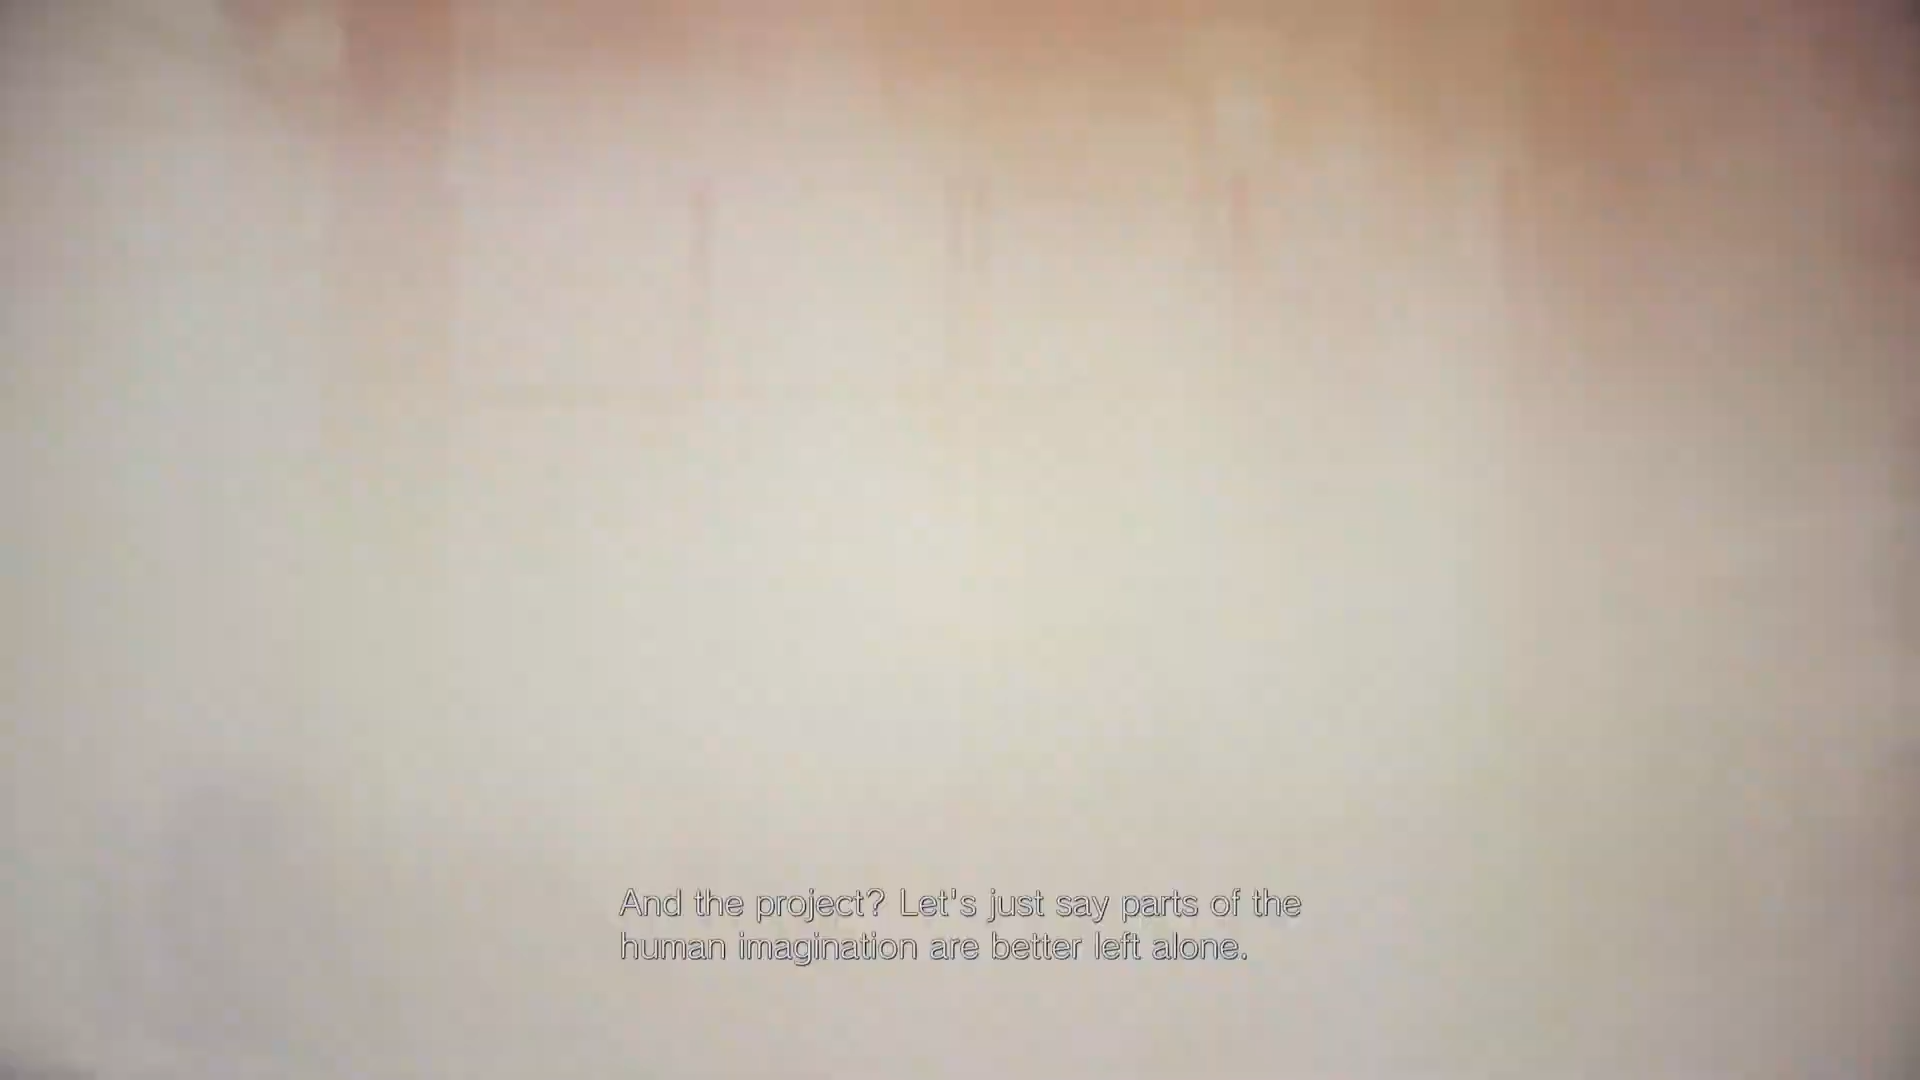 And the project? Let's just say parts of the
human imagination are better left alone.